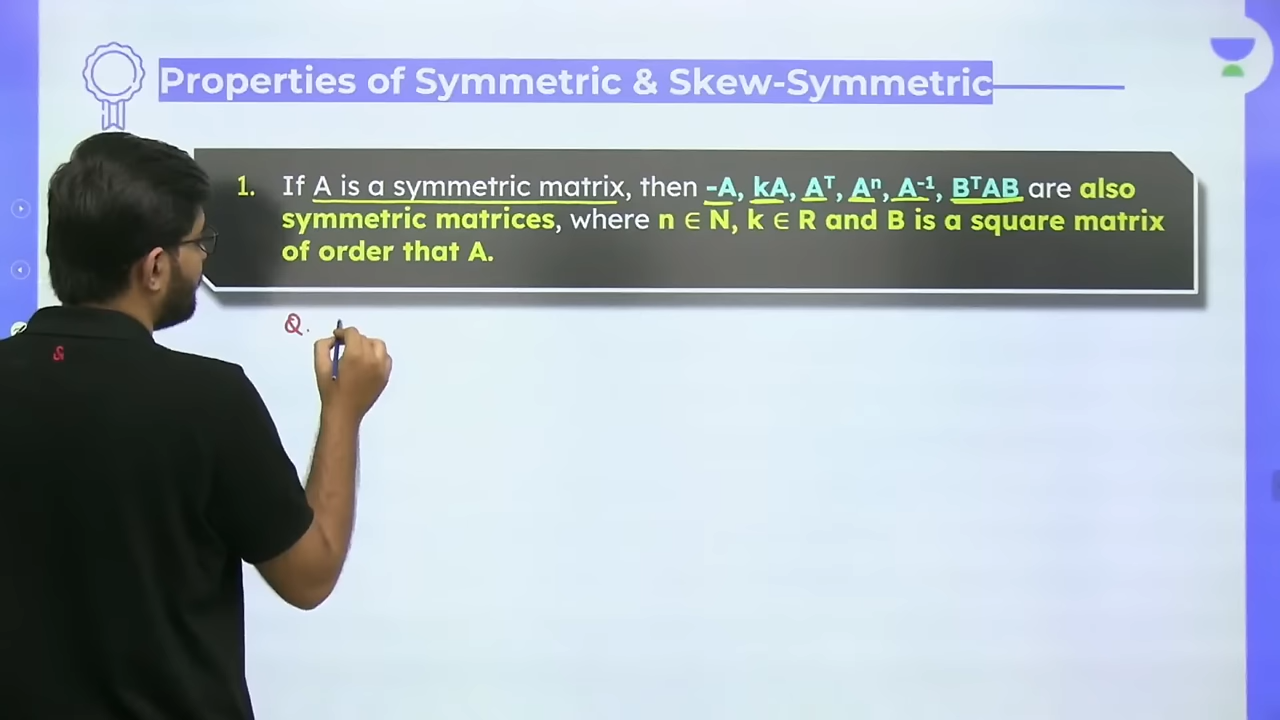 Properties of Symmetric & Skew-Symmetric
1. If A is a symmetric matrix, then -A, kA, Aᵀ, Aⁿ, A⁻¹, BᵀAB are also
symmetric matrices, where n ∈ N, k ∈ R and B is a square matrix
of order that A.
Q.